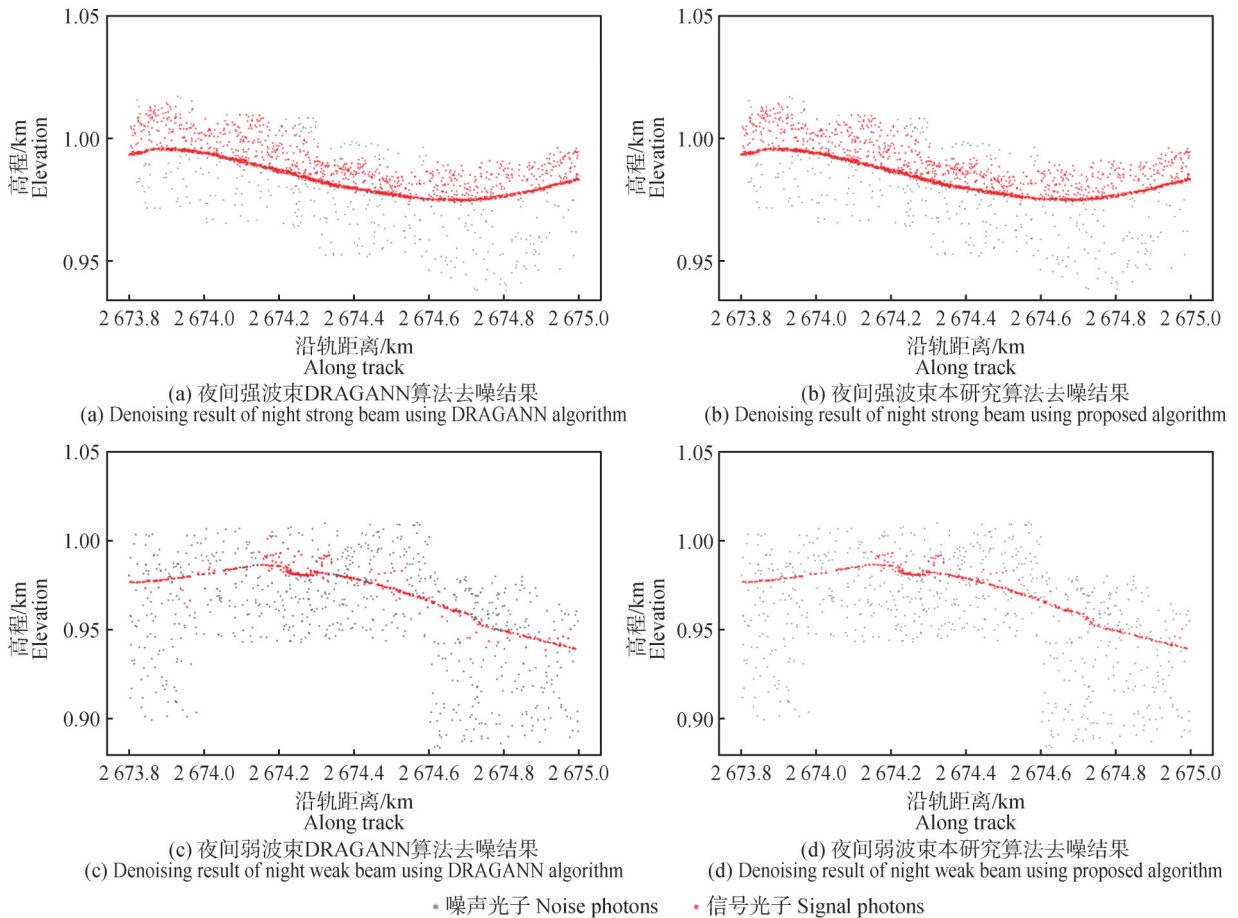 1.05
1.00
0.95
高程/km
Elevation
2 673.8 2 674.0 2 674.2 2 674.4 2 674.6 2 674.8 2 675.0
沿轨距离/km
Along track
(a) 夜间强波束DRAGANN算法去噪结果
(a) Denoising result of night strong beam using DRAGANN algorithm
1.05
1.00
0.95
高程/km
Elevation
2 673.8 2 674.0 2 674.2 2 674.4 2 674.6 2 674.8 2 675.0
沿轨距离/km
Along track
(b) 夜间强波束本研究算法去噪结果
(b) Denoising result of night strong beam using proposed algorithm
1.05
1.00
0.95
0.90
高程/km
Elevation
2 673.8 2 674.0 2 674.2 2 674.4 2 674.6 2 674.8 2 675.0
沿轨距离/km
Along track
(c) 夜间弱波束DRAGANN算法去噪结果
(c) Denoising result of night weak beam using DRAGANN algorithm
1.05
1.00
0.95
0.90
高程/km
Elevation
2 673.8 2 674.0 2 674.2 2 674.4 2 674.6 2 674.8 2 675.0
沿轨距离/km
Along track
(d) 夜间弱波束本研究算法去噪结果
(d) Denoising result of night weak beam using proposed algorithm
噪声光子 Noise photons 信号光子 Signal photons